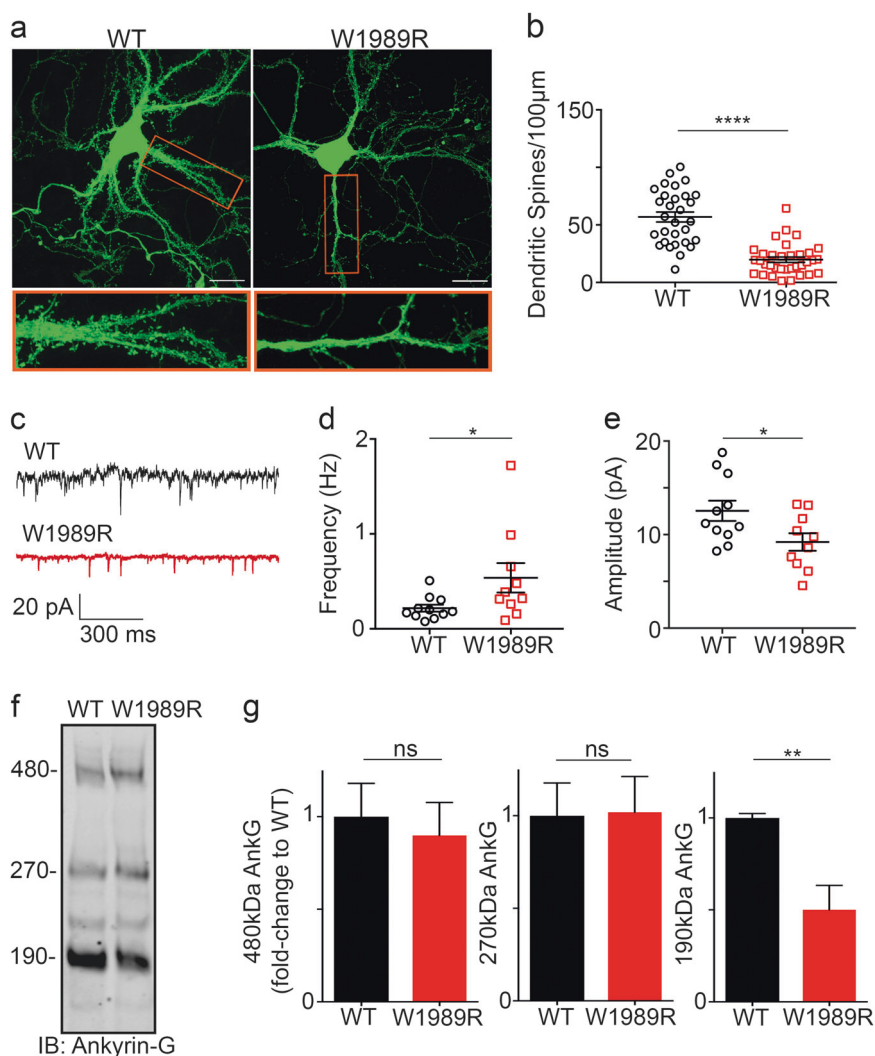 a
WT
W1989R
b
Dendritic Spines/100µm
150
100
50
0
****
WT
W1989R
c
WT
W1989R
20 pA
300 ms
d
Frequency (Hz)
2
1
0
*
WT
W1989R
e
Amplitude (pA)
20
10
0
*
WT
W1989R
f
WT W1989R
480-
270-
190-
IB: Ankyrin-G
g
480kDa AnkG
(fold-change to WT)
1
0
ns
WT
W1989R
270kDa AnkG
1
0
ns
WT
W1989R
190kDa AnkG
1
0
**
WT
W1989R